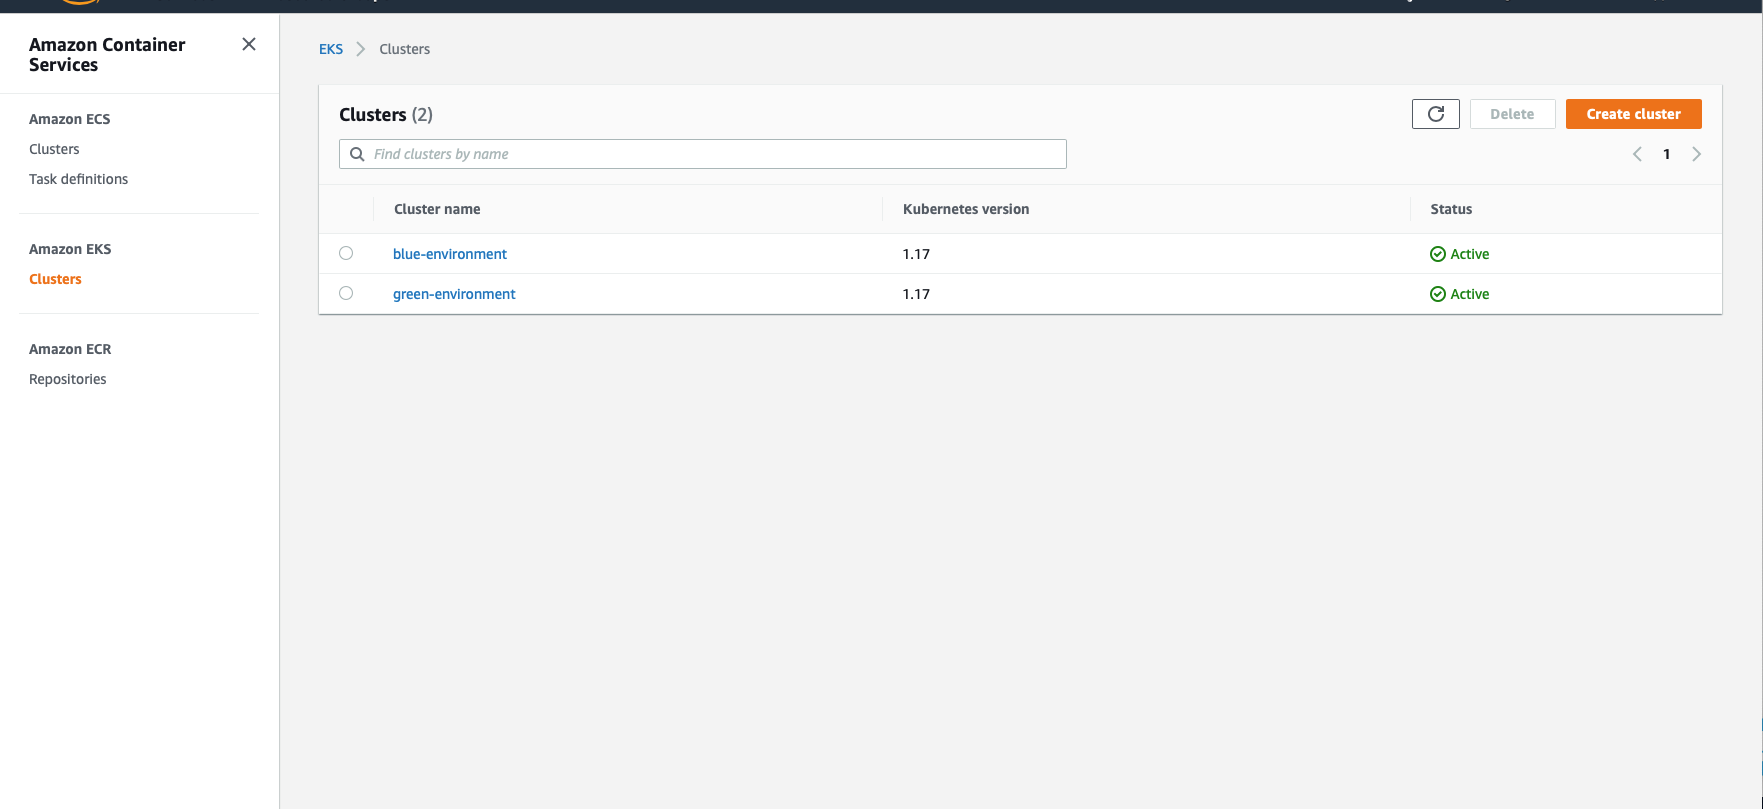 Amazon Container
Services
Amazon ECS
Clusters
Task definitions
Amazon EKS
Clusters
Amazon ECR
Repositories
EKS Clusters
Clusters (2)
Delete Create cluster
Find clusters by name
1
Cluster name Kubernetes version Status
blue-environment 1.17 Active
green-environment 1.17 Active